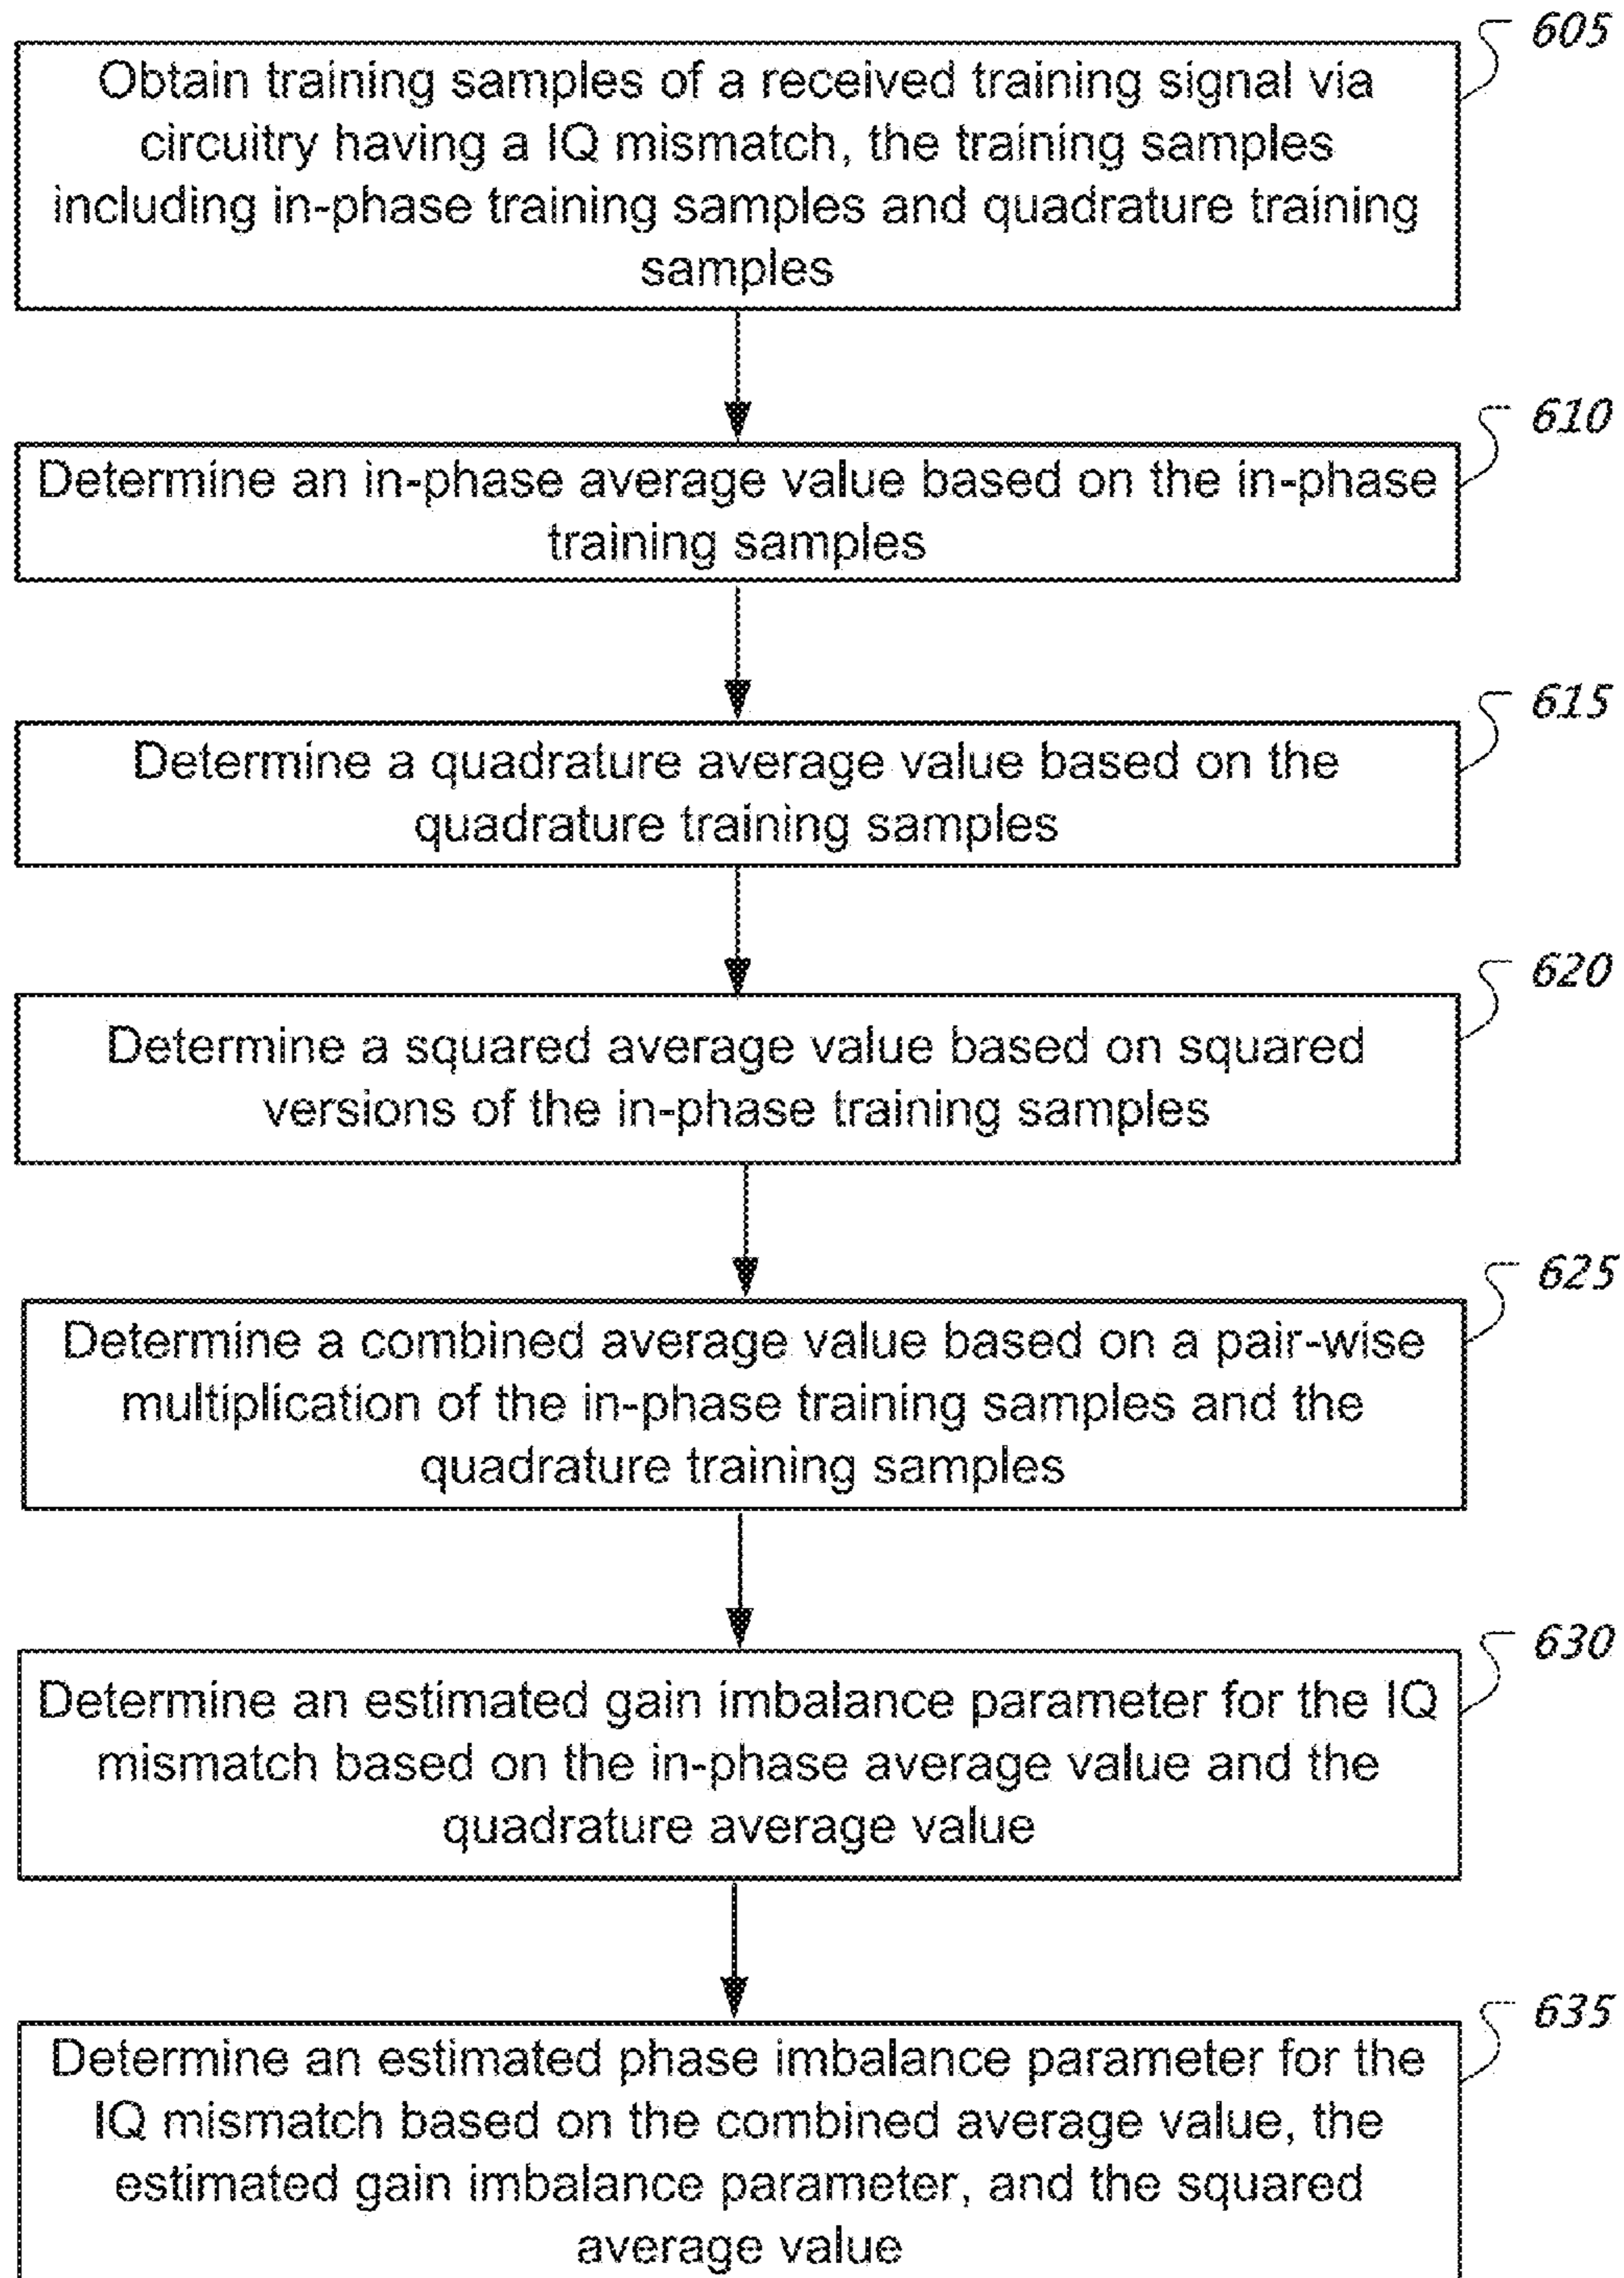 605
Obtain training samples of a received training signal via
circuitry having a IQ mismatch, the training samples
including in-phase training samples and quadrature training
samples
610
Determine an in-phase average value based on the in-phase
training samples
615
Determine a quadrature average value based on the
quadrature training samples
620
Determine a squared average value based on squared
versions of the in-phase training samples
625
Determine a combined average value based on a pair-wise
multiplication of the in-phase training samples and the
quadrature training samples
630
Determine an estimated gain imbalance parameter for the IQ
mismatch based on the in-phase average value and the
quadrature average value
635
Determine an estimated phase imbalance parameter for the
IQ mismatch based on the combined average value, the
estimated gain imbalance parameter, and the squared
average value